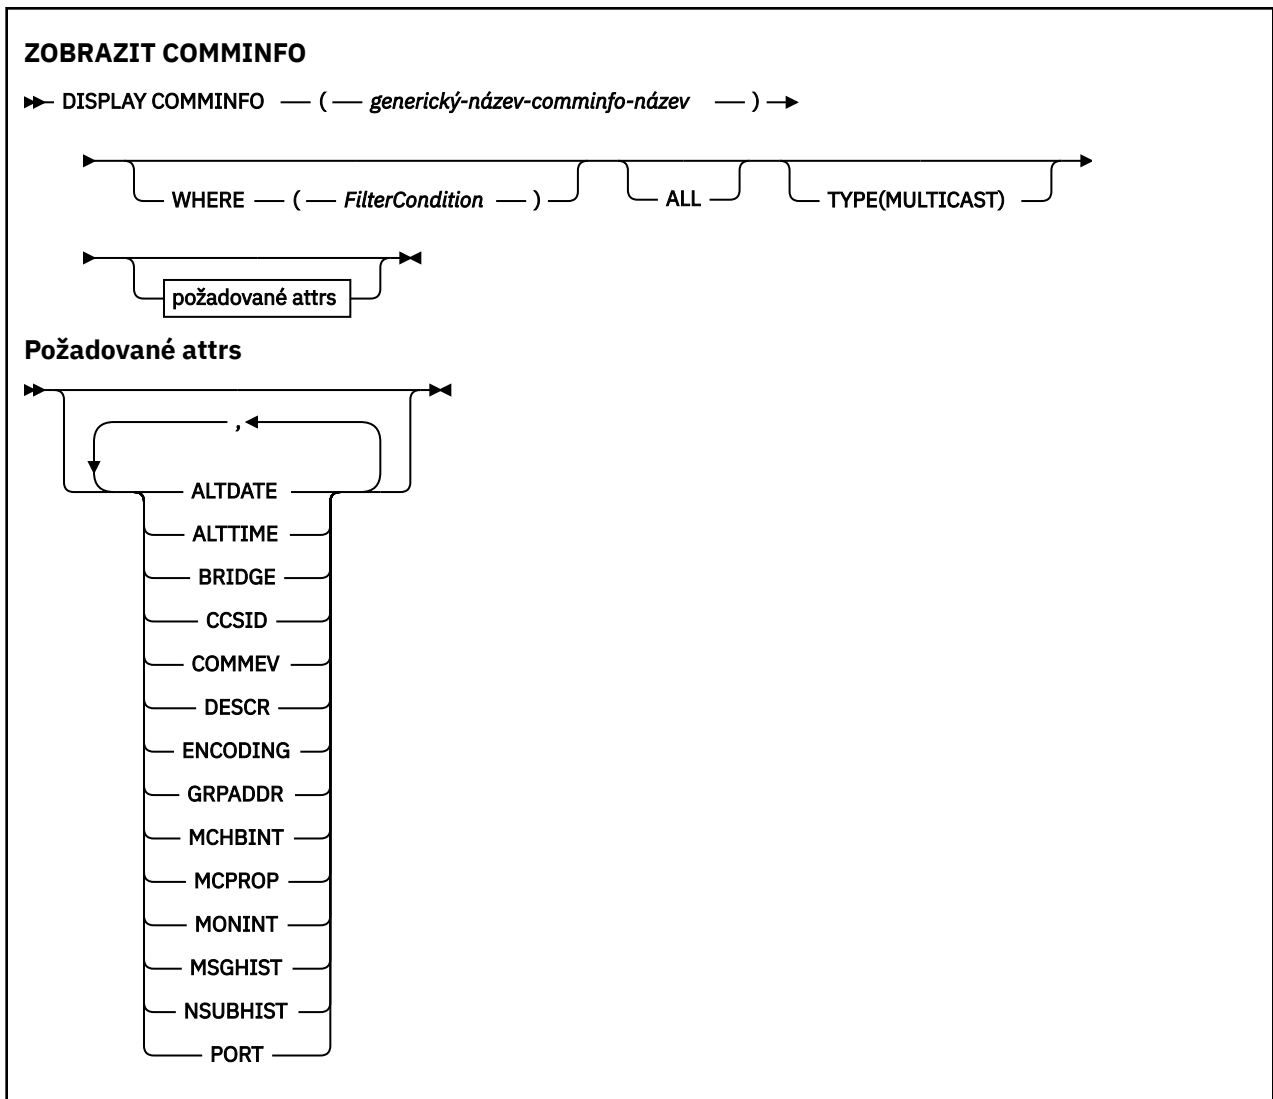 ZOBRAZIT COMMINFO
DISPLAY COMMINFO ( generický-název-comminfo-název )
WHERE ( FilterCondition ) ALL TYPE(MULTICAST)
požadované attrs
Požadované attrs
,
ALTDATE
ALTTIME
BRIDGE
CCSID
COMMEV
DESCR
ENCODING
GRPADDR
MCHBINT
MCPROP
MONINT
MSGHIST
NSUBHIST
PORT